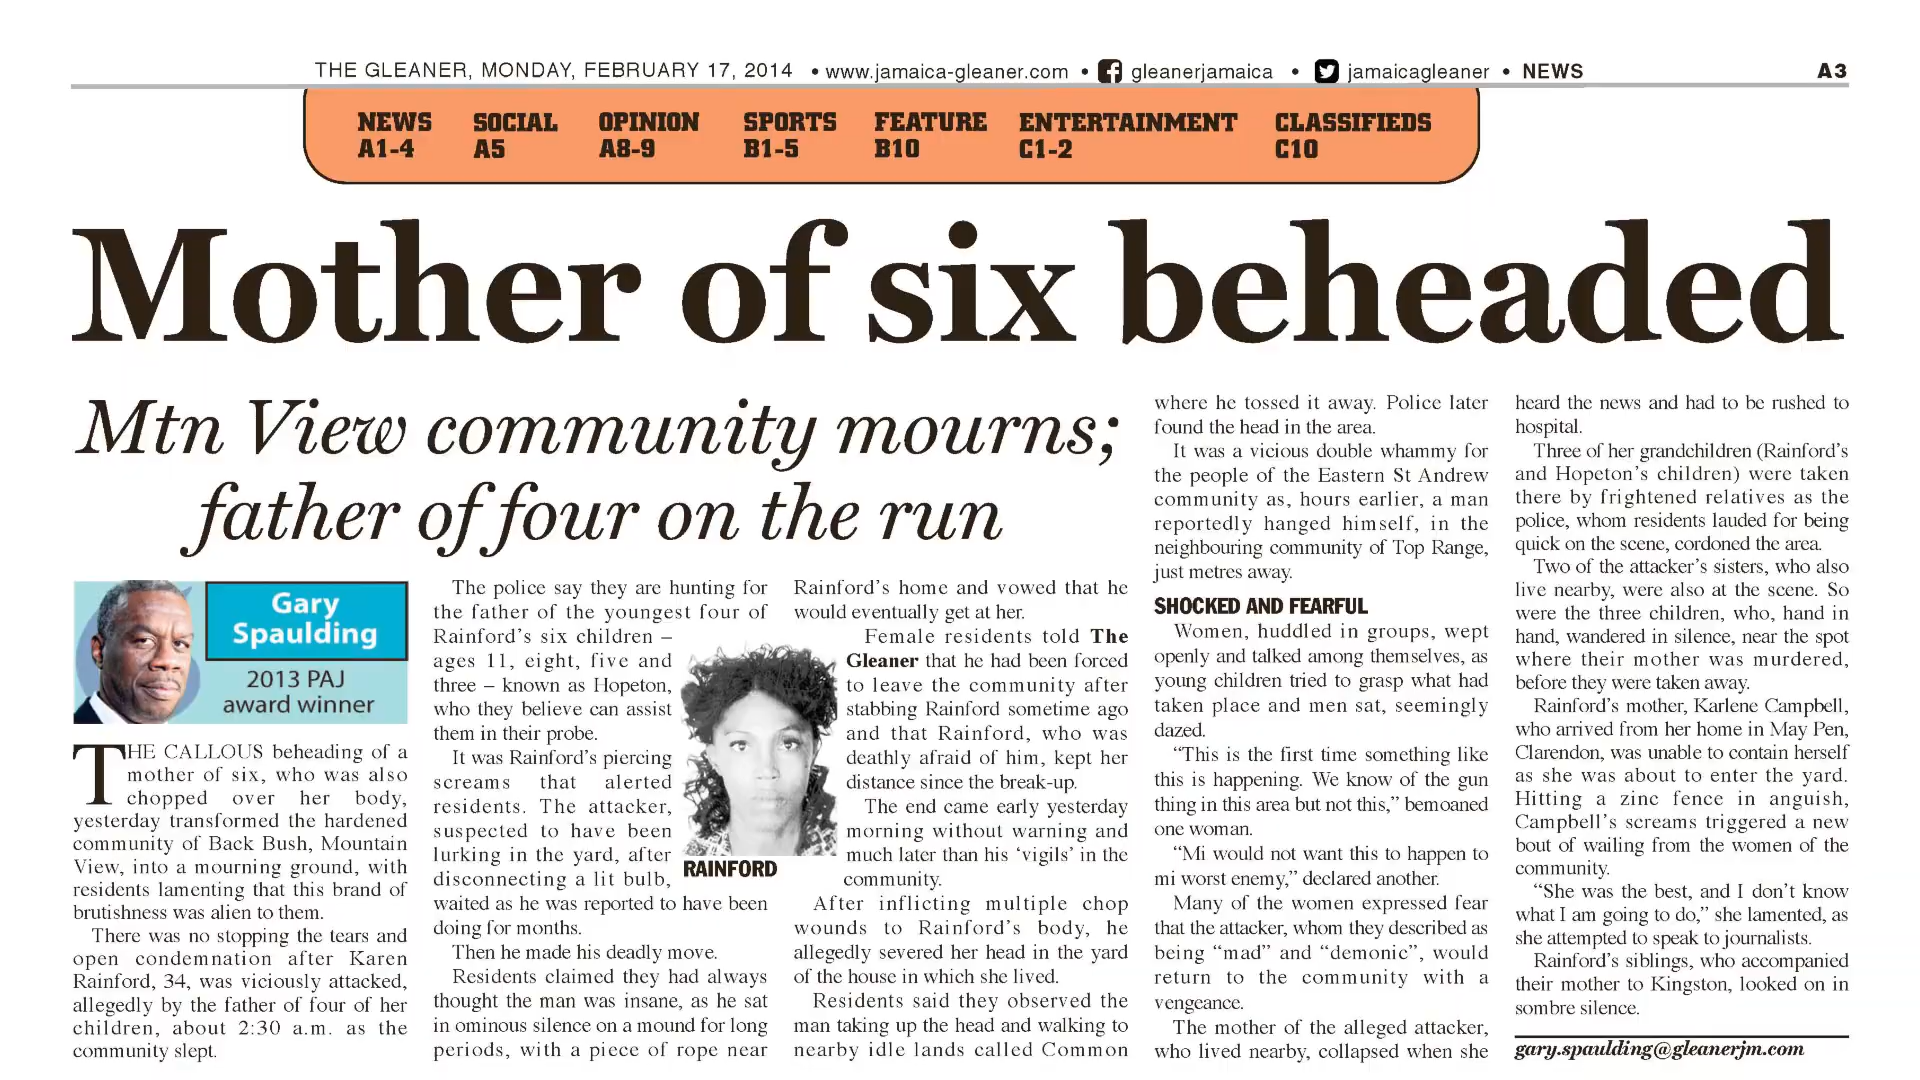 THE GLEANER, MONDAY, FEBRUARY 17, 2014 • www.jamaica-gleaner.com • gleanerjamaica • jamaicagleaner • NEWS A3
NEWS SOCIAL OPINION SPORTS FEATURE ENTERTAINMENT CLASSIFIEDS
A1-4 A5 A8-9 B1-5 B10 C1-2 C10
Mother of six beheaded
Mtn View community mourns;
father of four on the run
Gary
Spaulding
2013 PAJ
award winner
THE CALLOUS beheading of a
mother of six, who was also
chopped over her body,
yesterday transformed the hardened
community of Back Bush, Mountain
View, into a mourning ground, with
residents lamenting that this brand of
brutishness was alien to them.
There was no stopping the tears and
open condemnation after Karen
Rainford, 34, was viciously attacked,
allegedly by the father of four of her
children, about 2:30 a.m. as the
community slept.
The police say they are hunting for
the father of the youngest four of
Rainford's six children –
ages 11, eight, five and
three – known as Hopeton,
who they believe can assist
them in their probe.
It was Rainford's piercing
screams that alerted
residents. The attacker,
suspected to have been
lurking in the yard, after
disconnecting a lit bulb,
waited as he was reported to have been
doing for months.
Then he made his deadly move.
Residents claimed they had always
thought the man was insane, as he sat
in ominous silence on a mound for long
periods, with a piece of rope near
RAINFORD
Rainford's home and vowed that he
would eventually get at her.
Female residents told The
Gleaner that he had been forced
to leave the community after
stabbing Rainford sometime ago
and that Rainford, who was
deathly afraid of him, kept her
distance since the break-up.
The end came early yesterday
morning without warning and
much later than his ‘vigils’ in the
community.
After inflicting multiple chop
wounds to Rainford's body, he
allegedly severed her head in the yard
of the house in which she lived.
Residents said they observed the
man taking up the head and walking to
nearby idle lands called Common
where he tossed it away. Police later
found the head in the area.
It was a vicious double whammy for
the people of the Eastern St Andrew
community as, hours earlier, a man
reportedly hanged himself, in the
neighbouring community of Top Range,
just metres away.
SHOCKED AND FEARFUL
Women, huddled in groups, wept
openly and talked among themselves, as
young children tried to grasp what had
taken place and men sat, seemingly
dazed.
“This is the first time something like
this is happening. We know of the gun
thing in this area but not this,” bemoaned
one woman.
“Mi would not want this to happen to
mi worst enemy,” declared another.
Many of the women expressed fear
that the attacker, whom they described as
being “mad” and “demonic”, would
return to the community with a
vengeance.
The mother of the alleged attacker,
who lived nearby, collapsed when she
heard the news and had to be rushed to
hospital.
Three of her grandchildren (Rainford's
and Hopeton's children) were taken
there by frightened relatives as the
police, whom residents lauded for being
quick on the scene, cordoned the area.
Two of the attacker's sisters, who also
live nearby, were also at the scene. So
were the three children, who, hand in
hand, wandered in silence, near the spot
where their mother was murdered,
before they were taken away.
Rainford's mother, Karlene Campbell,
who arrived from her home in May Pen,
Clarendon, was unable to contain herself
as she was about to enter the yard.
Hitting a zinc fence in anguish,
Campbell's screams triggered a new
bout of wailing from the women of the
community.
“She was the best, and I don't know
what I am going to do,” she lamented, as
she attempted to speak to journalists.
Rainford's siblings, who accompanied
their mother to Kingston, looked on in
sombre silence.
gary.spaulding@gleanerjm.com